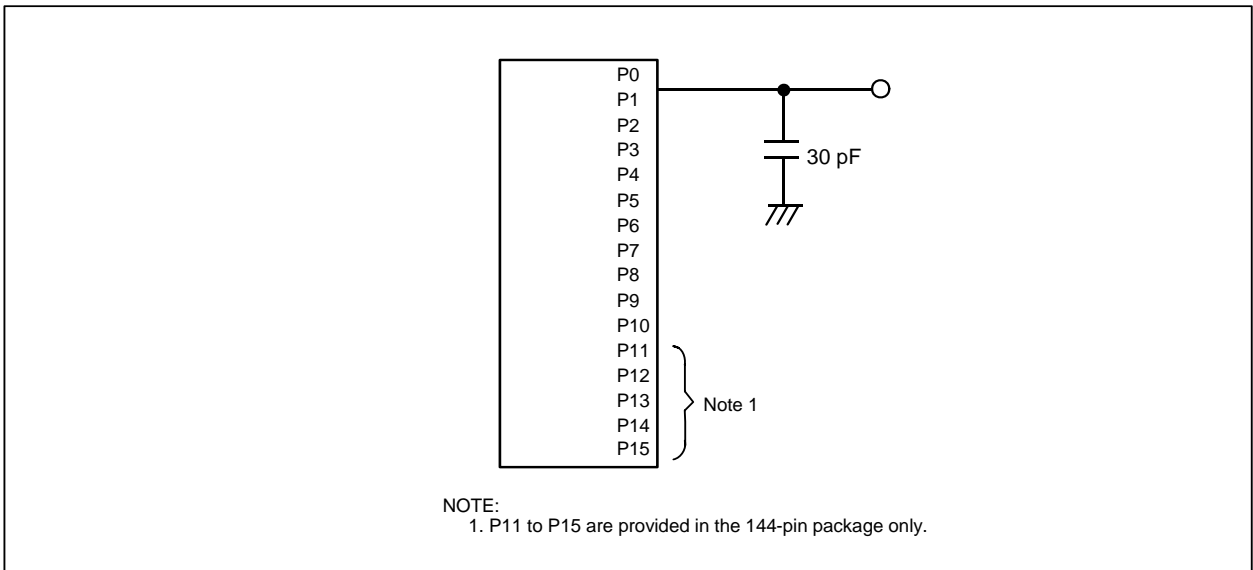 P0
P1
P2
P3
P4
P5
P6
P7
P8
P9
P10
P11
P12
P13
P14
P15
30 pF
Note 1
NOTE:
1. P11 to P15 are provided in the 144-pin package only.